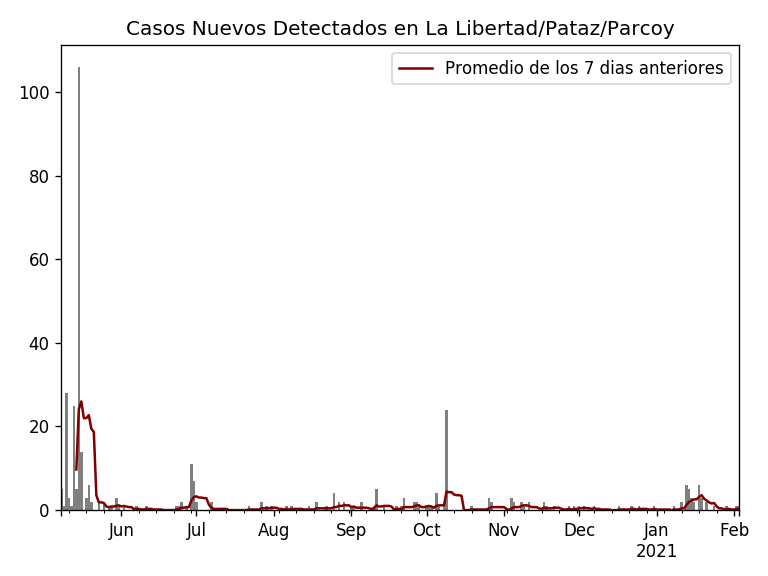 Casos Nuevos Detectados en La Libertad/Pataz/Parcoy
Promedio de los 7 dias anteriores
100
80
60
40
20
0
Jun Jul Aug Sep Oct Nov Dec Jan Feb
2021